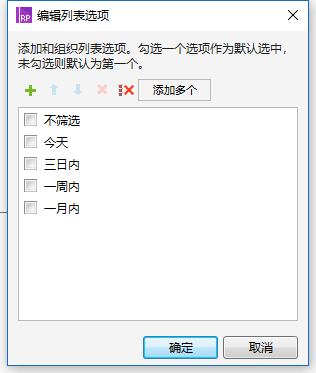 RP 编辑列表选项
添加和组织列表选项。勾选一个选项作为默认选中，
未勾选则默认为第一个。
添加多个
不筛选
今天
三日内
一周内
一月内
确定 取消